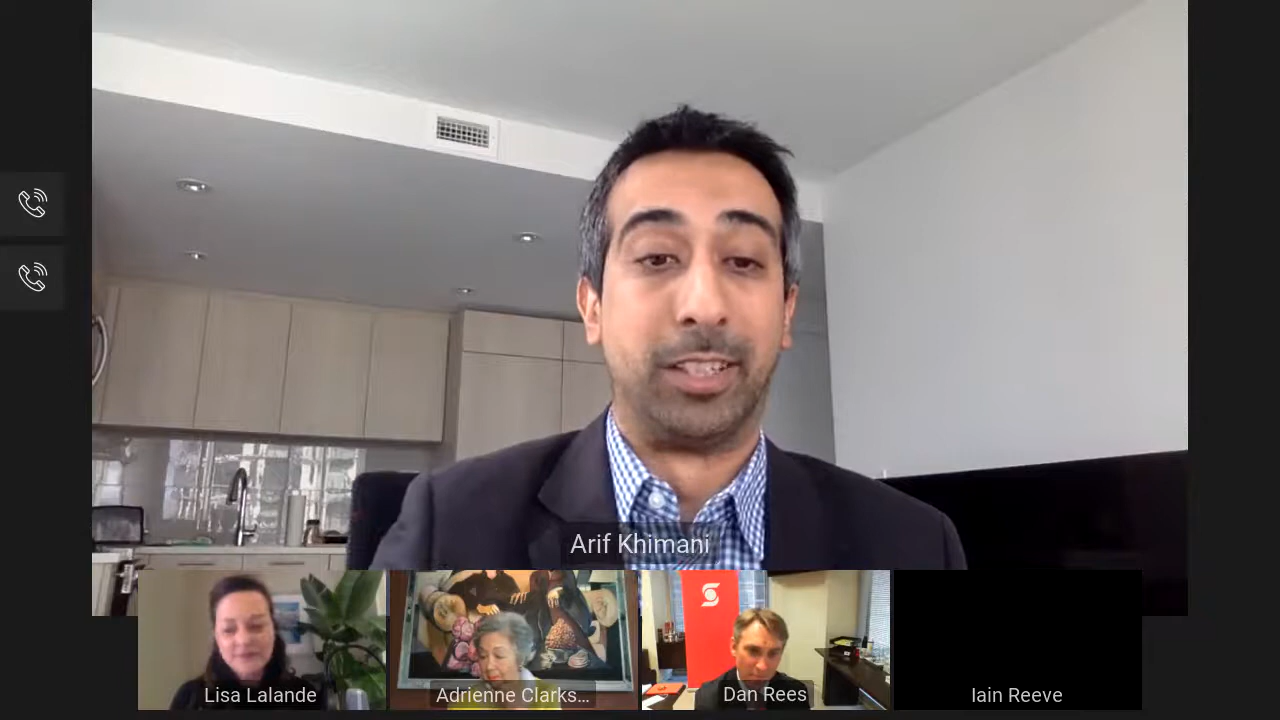 Arif Khimani
Lisa Lalande
Adrienne Clarks...
Dan Rees
Iain Reeve